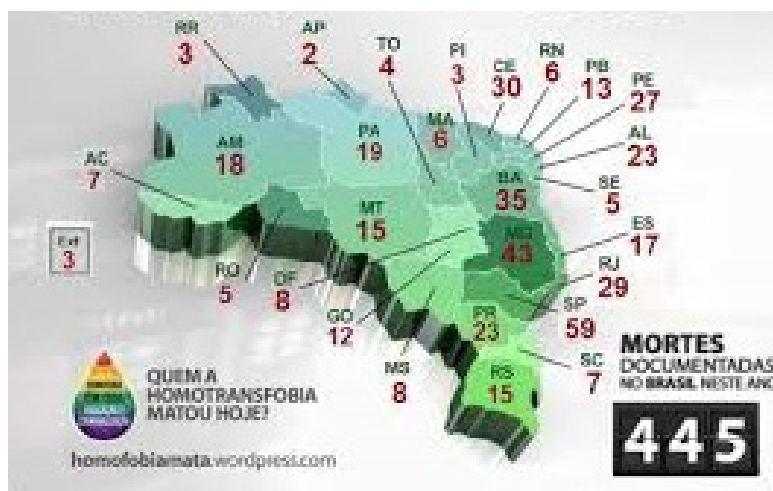 RR
3
AP
2
TO
4
PI
3
CE
30
RN
6
PB
13
PE
27
AL
23
SE
5
ES
17
RJ
29
SP
59
SC
7
AC
7
AM
18
PA
19
MA
6
BA
35
MT
15
MG
43
Ext
3
RO
5
DF
8
GO
12
MS
8
PR
23
RS
15
QUEM A
HOMOTRANSFOBIA
MATOU HOJE?
homofobiamata.wordpress.com
MORTES
DOCUMENTADAS
NO BRASIL NESTE ANO
445